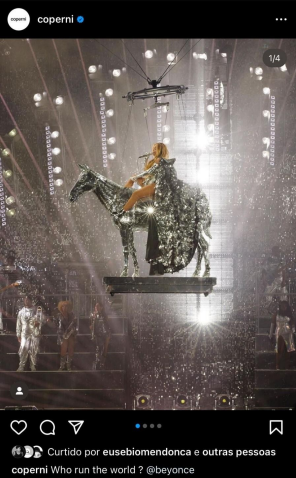 coperni
coperni
1/4
Curtido por eusebiomendonca e outras pessoas
coperni Who run the world ? @beyonce